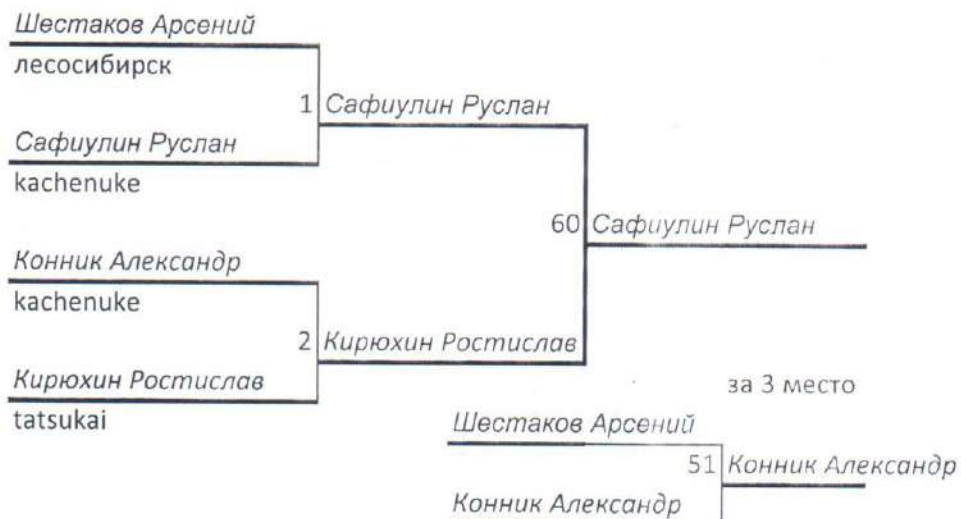 Шестаков Арсений
лесосибирск
1 Сафиулин Руслан
Сафиулин Руслан
kachenuke
60 Сафиулин Руслан
Конник Александр
kachenuke
2 Кирюхин Ростислав
Кирюхин Ростислав
tatsukai
за 3 место
Шестаков Арсений
51 Конник Александр
Конник Александр